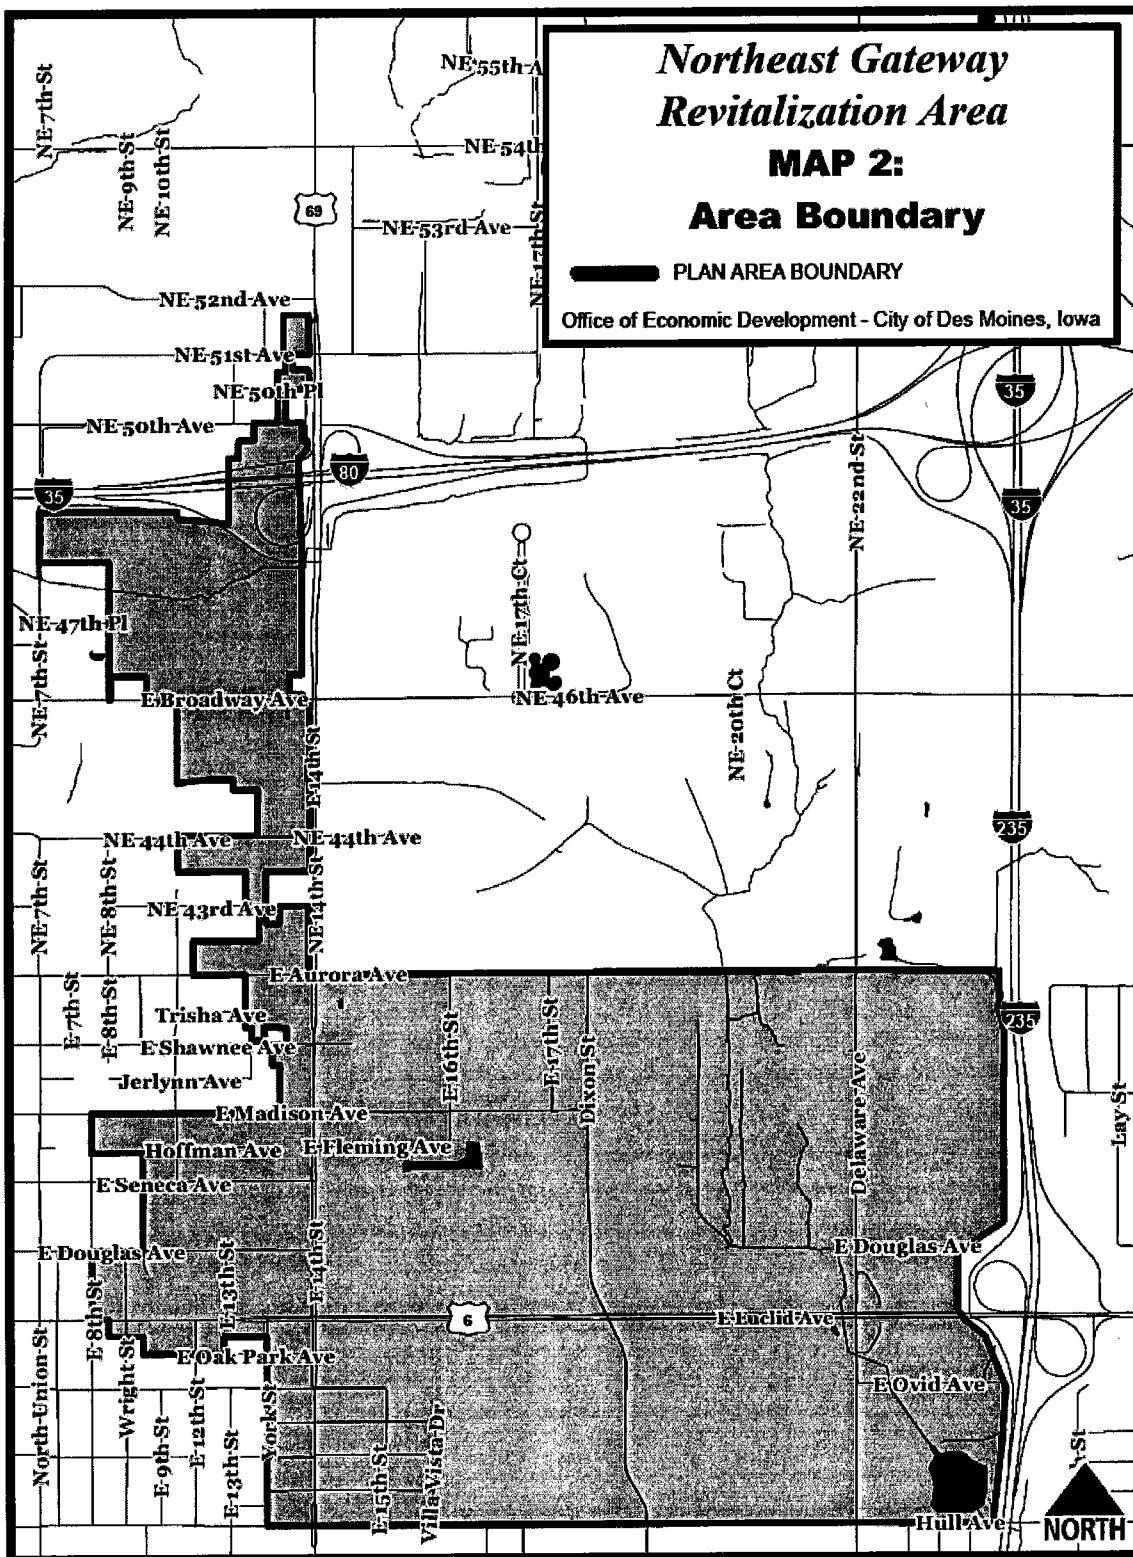 Northeast Gateway
Revitalization Area
MAP 2:
Area Boundary
PLAN AREA BOUNDARY
Office of Economic Development - City of Des Moines, Iowa
NE 7th St
NE 9th St
NE 10th St
NE 55th A
NE 54th
69
NE 53rd Ave
NE 17th St
NE 52nd Ave
NE 51st Ave
NE 50th Pl
NE 50th Ave
35
80
35
35
NE 22nd St
NE 17th Ct
NE 47th Pl
NE 7th St
NE 46th Ave
E Broadway Ave
NE 20th Ct
E 14th St
NE 44th Ave
NE 44th Ave
235
NE 7th St
NE 8th St
NE 14th St
NE 43rd Ave
E Aurora Ave
E 7th St
E 8th St
Trisha Ave
E Shawnee Ave
Jerlynn Ave
E 16th St
E 17th St
Dixon St
Delaware Ave
235
Lay St
E Madison Ave
Hoffman Ave
E Fleming Ave
E Seneca Ave
E Douglas Ave
E Douglas Ave
E 13th St
E 14th St
E 8th St
6
E Euclid Ave
E Oak Park Ave
North Union St
Wright St
E 9th St
E 12th St
E 13th St
York St
E 15th St
Villa Vista Dr
E Ovid Ave
St
Hull Ave
NORTH